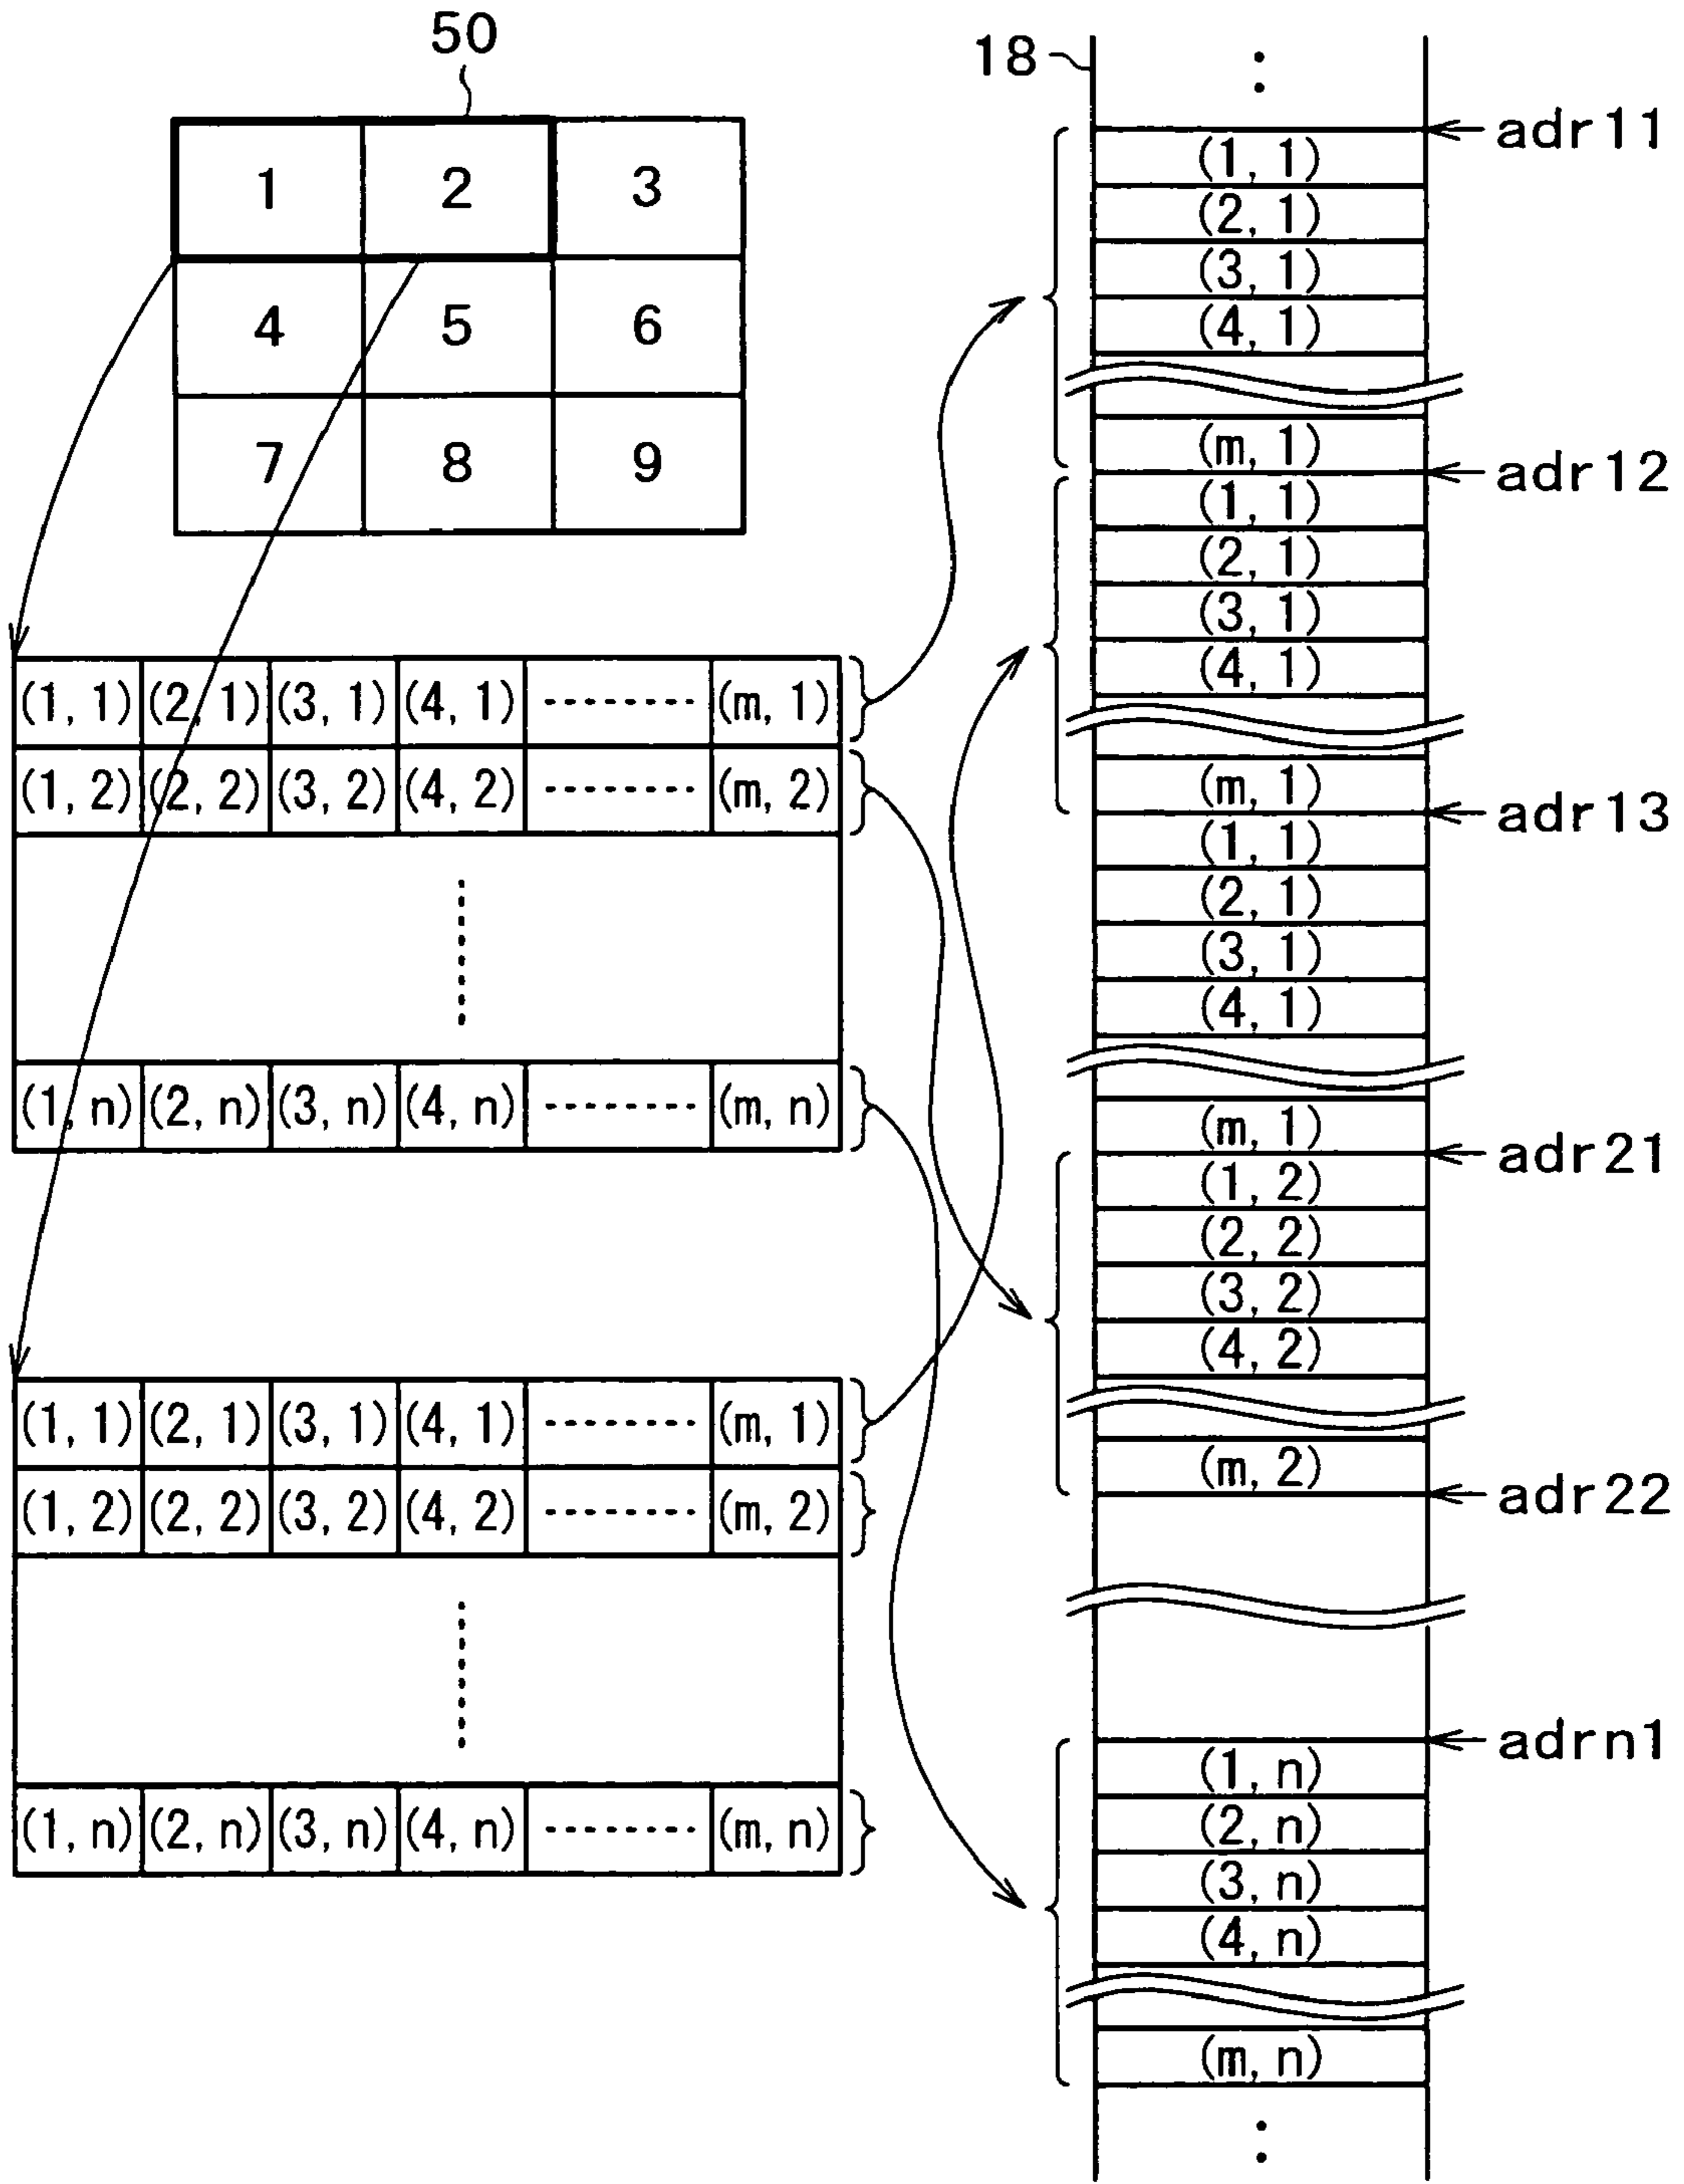 50
1 2 3
4 5 6
7 8 9
(1, 1) (2, 1) (3, 1) (4, 1) -------- (m, 1)
(1, 2) (2, 2) (3, 2) (4, 2) -------- (m, 2)
(1, n) (2, n) (3, n) (4, n) -------- (m, n)
(1, 1) (2, 1) (3, 1) (4, 1) -------- (m, 1)
(1, 2) (2, 2) (3, 2) (4, 2) -------- (m, 2)
(1, n) (2, n) (3, n) (4, n) -------- (m, n)
18
adr11
(1, 1)
(2, 1)
(3, 1)
(4, 1)
(m, 1)
adr12
(1, 1)
(2, 1)
(3, 1)
(4, 1)
(m, 1)
adr13
(1, 1)
(2, 1)
(3, 1)
(4, 1)
(m, 1)
adr21
(1, 2)
(2, 2)
(3, 2)
(4, 2)
(m, 2)
adr22
adrn1
(1, n)
(2, n)
(3, n)
(4, n)
(m, n)